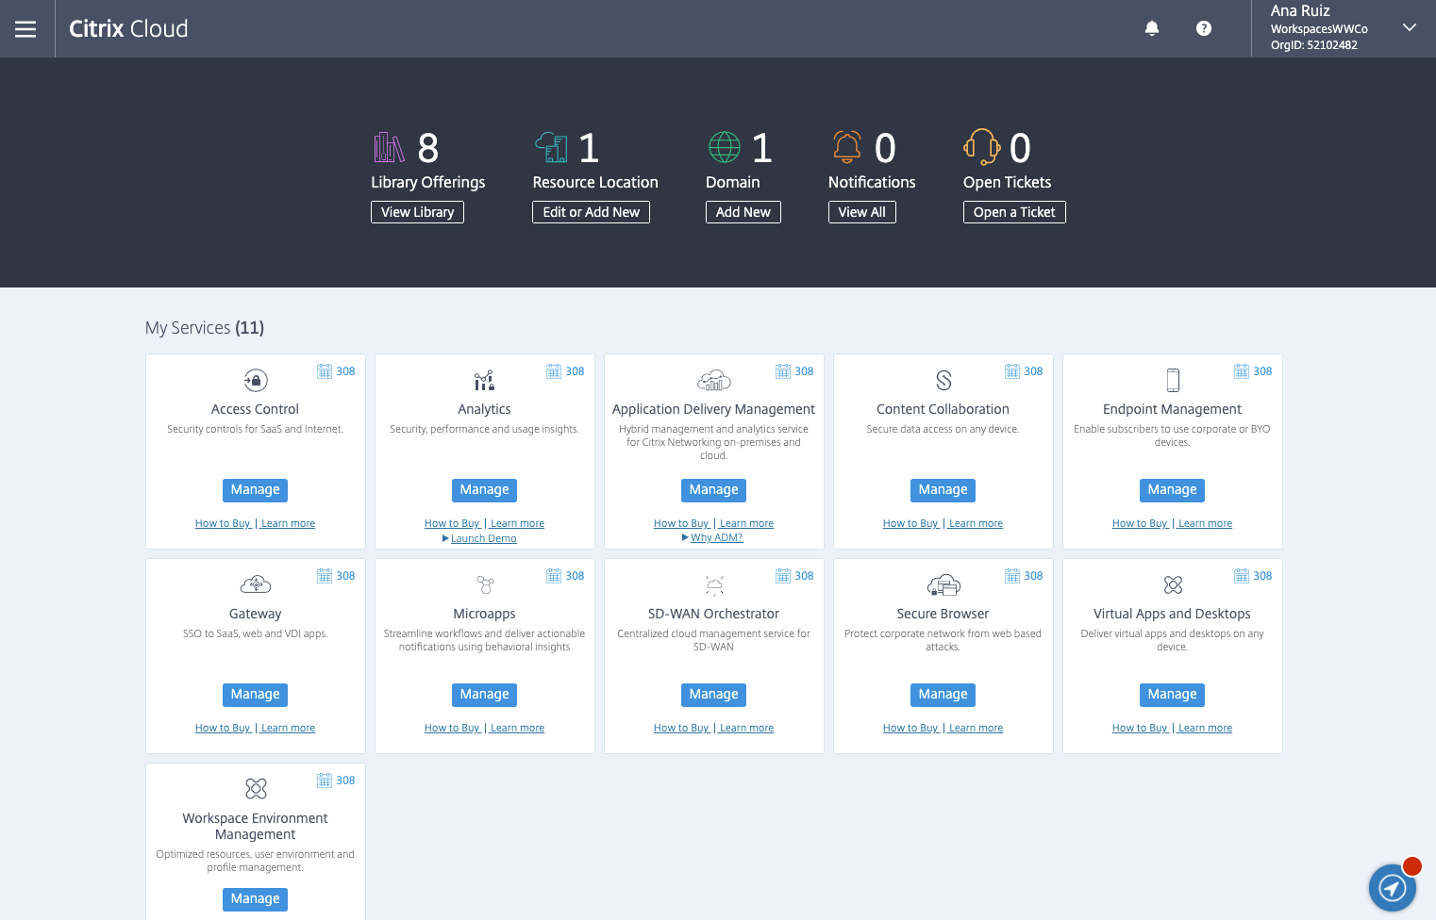 Citrix Cloud
?
Ana Ruiz
WorkspacesWWCo
OrgID: 52102482
8
Library Offerings
View Library
1
Resource Location
Edit or Add New
1
Domain
Add New
0
Notifications
View All
0
Open Tickets
Open a Ticket
My Services (11)
308
Access Control
Security controls for SaaS and Internet.
Manage
How to Buy | Learn more
308
Analytics
Security, performance and usage insights.
Manage
How to Buy | Learn more
Launch Demo
308
Application Delivery Management
Hybrid management and analytics service
for Citrix Networking on-premises and
cloud.
Manage
How to Buy | Learn more
Why ADM?
308
Content Collaboration
Secure data access on any device.
Manage
How to Buy | Learn more
308
Endpoint Management
Enable subscribers to use corporate or BYO
devices.
Manage
How to Buy | Learn more
308
Gateway
SSO to SaaS, web and VDI apps.
Manage
How to Buy | Learn more
308
Microapps
Streamline workflows and deliver actionable
notifications using behavioral insights
Manage
How to Buy | Learn more
308
SD-WAN Orchestrator
Centralized cloud management service for
SD-WAN
Manage
How to Buy | Learn more
308
Secure Browser
Protect corporate network from web based
attacks.
Manage
How to Buy | Learn more
308
Virtual Apps and Desktops
Deliver virtual apps and desktops on any
device.
Manage
How to Buy | Learn more
308
Workspace Environment
Management
Optimized resources, user environment and
profile management.
Manage